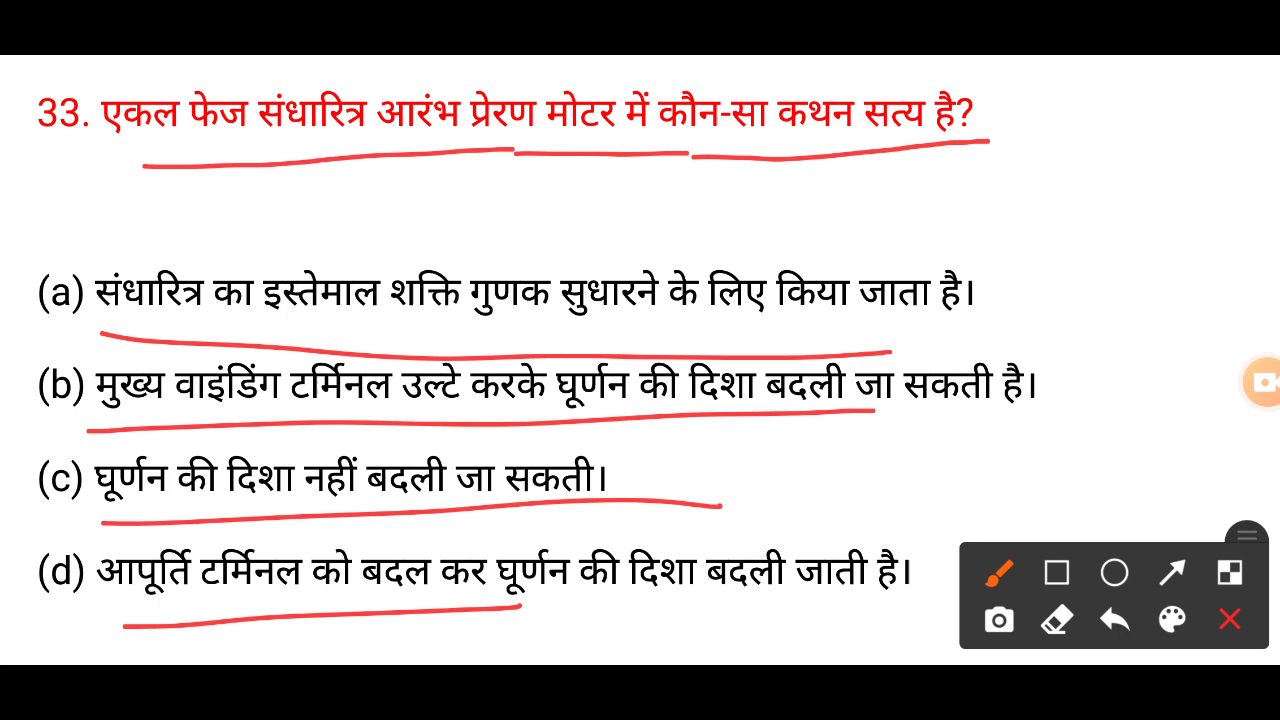 33. एकल फेज संधारित्र आरंभ प्रेरण मोटर में कौन-सा कथन सत्य है?
(a) संधारित्र का इस्तेमाल शक्ति गुणक सुधारने के लिए किया जाता है।
(b) मुख्य वाइंडिंग टर्मिनल उल्टे करके घूर्णन की दिशा बदली जा सकती है।
(c) घूर्णन की दिशा नहीं बदली जा सकती।
(d) आपूर्ति टर्मिनल को बदल कर घूर्णन की दिशा बदली जाती है।